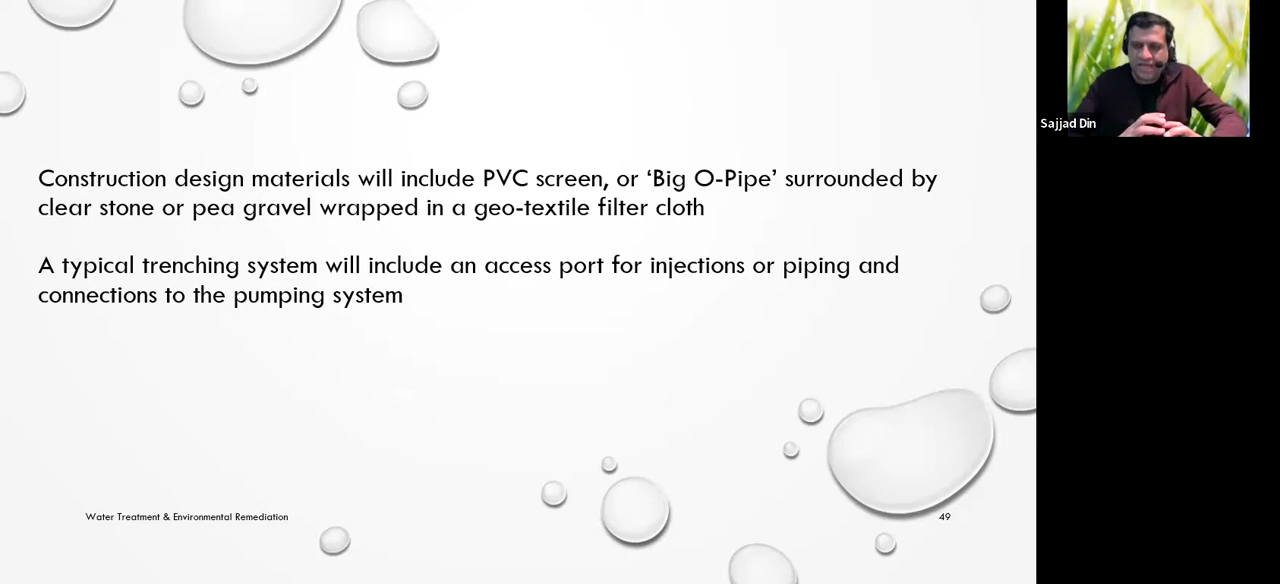 Construction design materials will include PVC screen, or ‘Big O-Pipe’ surrounded by
clear stone or pea gravel wrapped in a geo-textile filter cloth
A typical trenching system will include an access port for injections or piping and
connections to the pumping system
Water Treatment & Environmental Remediation
49
Sajjad Din